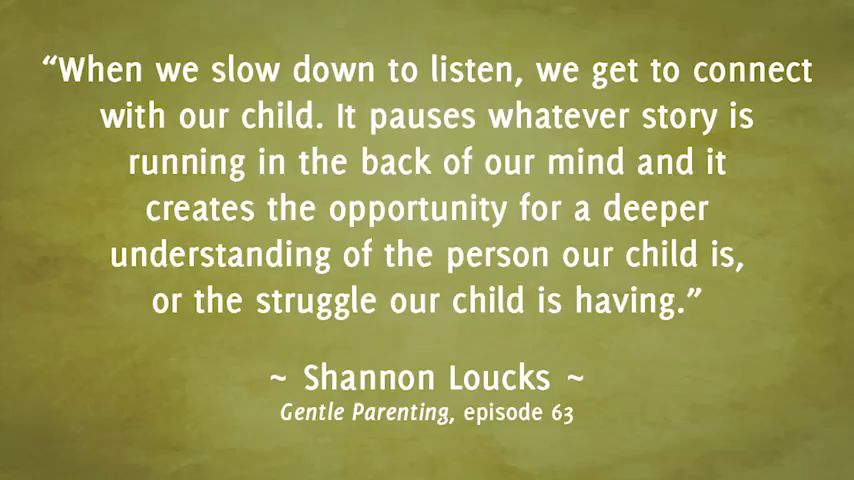 “When we slow down to listen, we get to connect
with our child. It pauses whatever story is
running in the back of our mind and it
creates the opportunity for a deeper
understanding of the person our child is,
or the struggle our child is having.”
~ Shannon Loucks ~
Gentle Parenting, episode 63